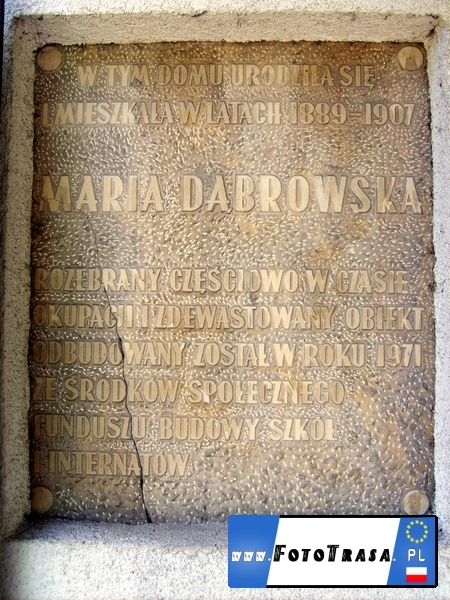 W TYM DOMU URODZIŁA SIĘ
I MIESZKAŁA W LATACH 1889-1907
MARIA DĄBROWSKA
ROZEBRANY CZĘŚCIOWO W CZASIE
OKUPACJI I ZDEWASTOWANY OBIEKT
ODBUDOWANY ZOSTAŁ W ROKU 1971
ZE ŚRODKÓW SPOŁECZNEGO
FUNDUSZU BUDOWY SZKÓŁ
I INTERNATÓW
www.FOTOTRASA.PL